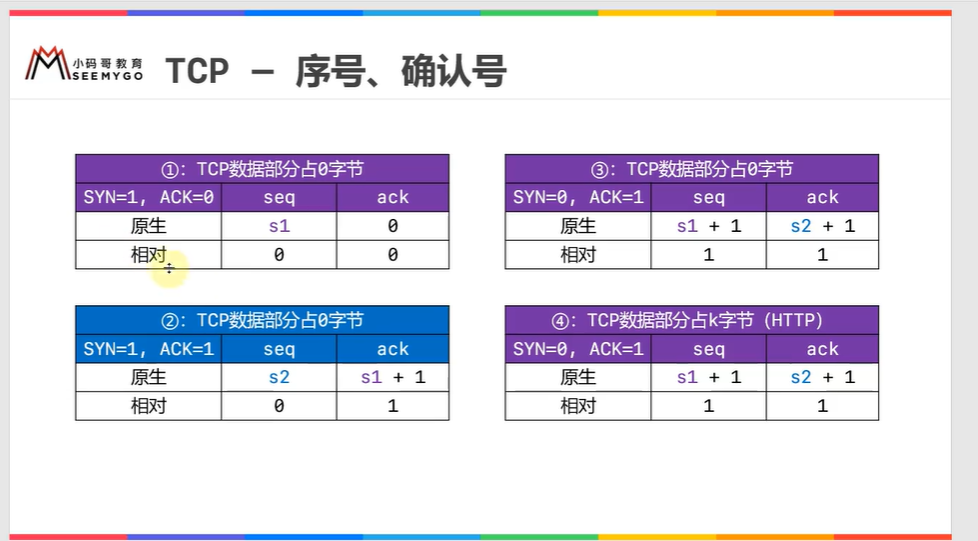 小码哥教育
SEEMYGO
TCP – 序号、确认号
①: TCP数据部分占0字节
SYN=1, ACK=0 seq ack
原生 s1 0
相对 0 0
②: TCP数据部分占0字节
SYN=1, ACK=1 seq ack
原生 s2 s1 + 1
相对 0 1
③: TCP数据部分占0字节
SYN=0, ACK=1 seq ack
原生 s1 + 1 s2 + 1
相对 1 1
④: TCP数据部分占k字节 (HTTP)
SYN=0, ACK=1 seq ack
原生 s1 + 1 s2 + 1
相对 1 1